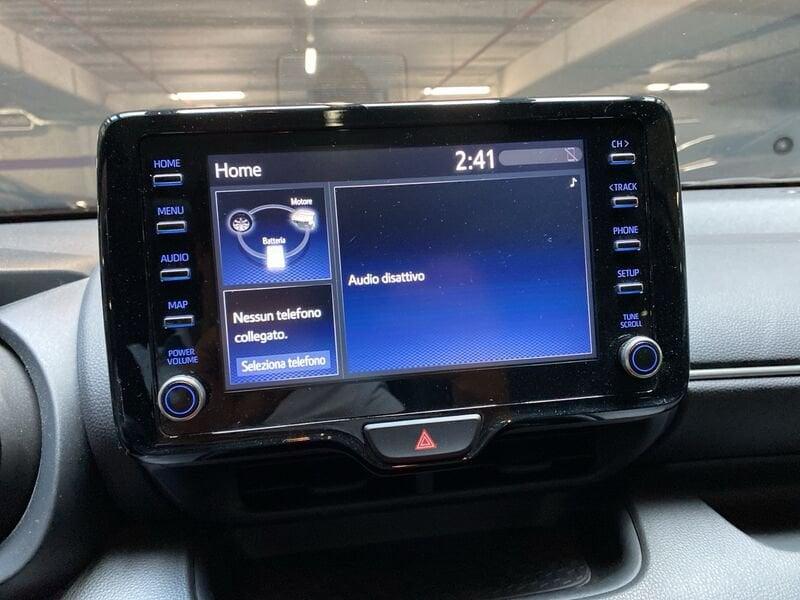 HOME
MENU
AUDIO
MAP
POWER
VOLUME
Home
2:41
Motore
Batteria
Nessun telefono
collegato.
Seleziona telefono
Audio disattivo
CH >
< TRACK
PHONE
SETUP
TUNE
SCROLL